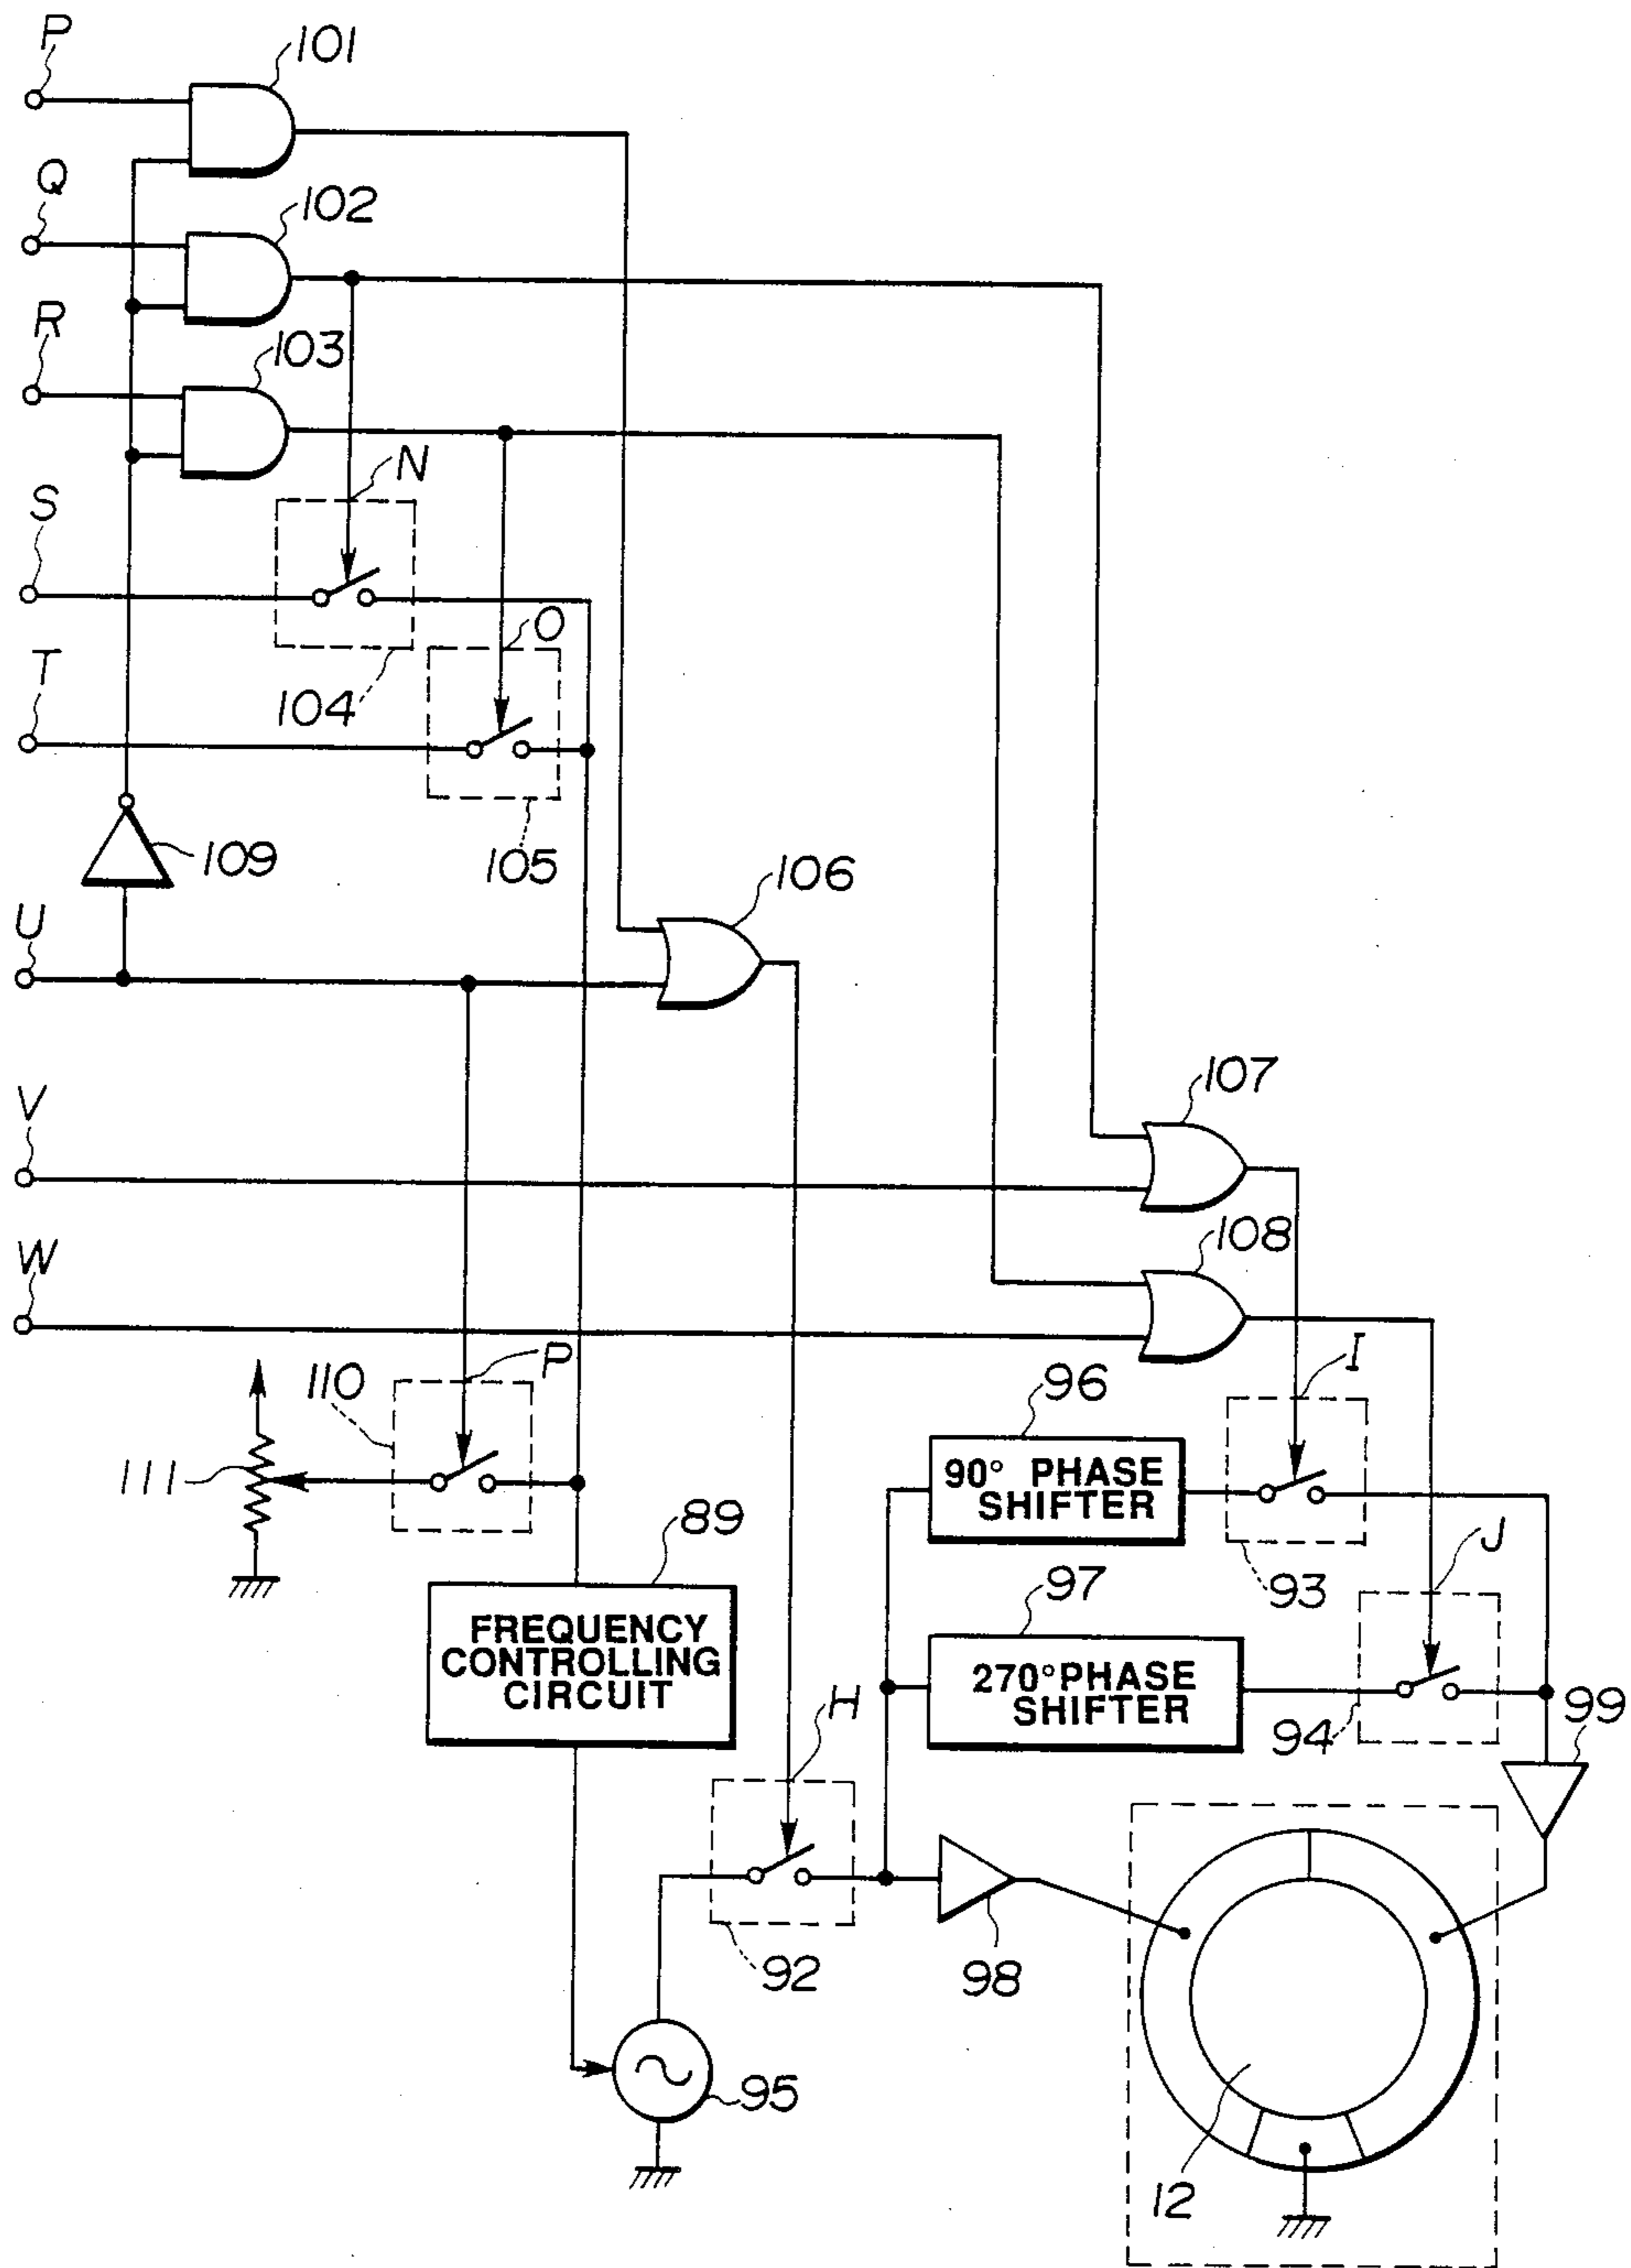 P
101
Q
102
R
103
N
S
O
T
104
109
105
106
U
107
V
108
W
P
I
110
96
111
90° PHASE
SHIFTER
89
J
93
97
FREQUENCY
CONTROLLING
CIRCUIT
270° PHASE
SHIFTER
H
94
99
92
98
95
12